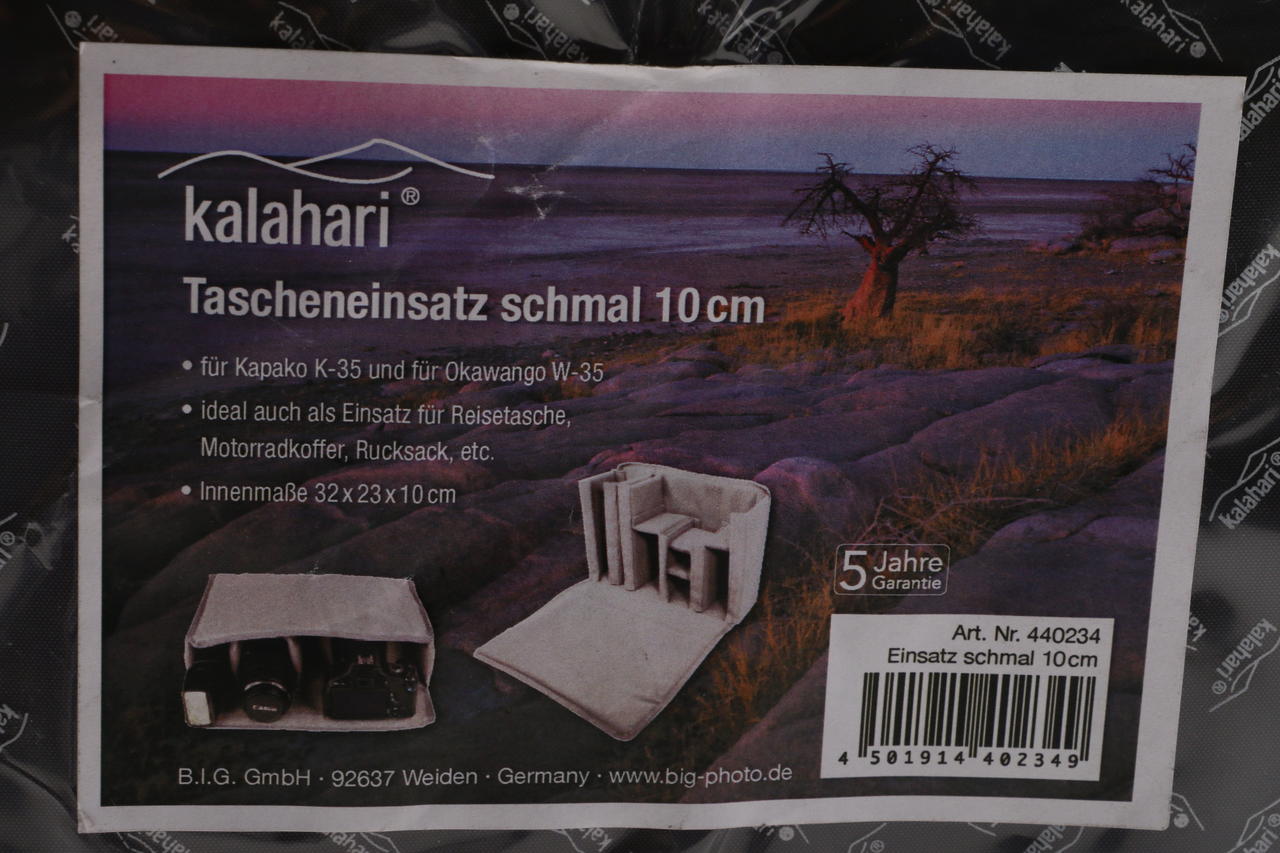 kalahari®
Tascheneinsatz schmal 10 cm
• für Kapako K-35 und für Okawango W-35
• ideal auch als Einsatz für Reisetasche,
Motorradkoffer, Rucksack, etc.
• Innenmaße 32 x 23 x 10 cm
5 Jahre
Garantie
Art. Nr. 440234
Einsatz schmal 10 cm
4 501914 402349
B.I.G. GmbH · 92637 Weiden · Germany · www.big-photo.de